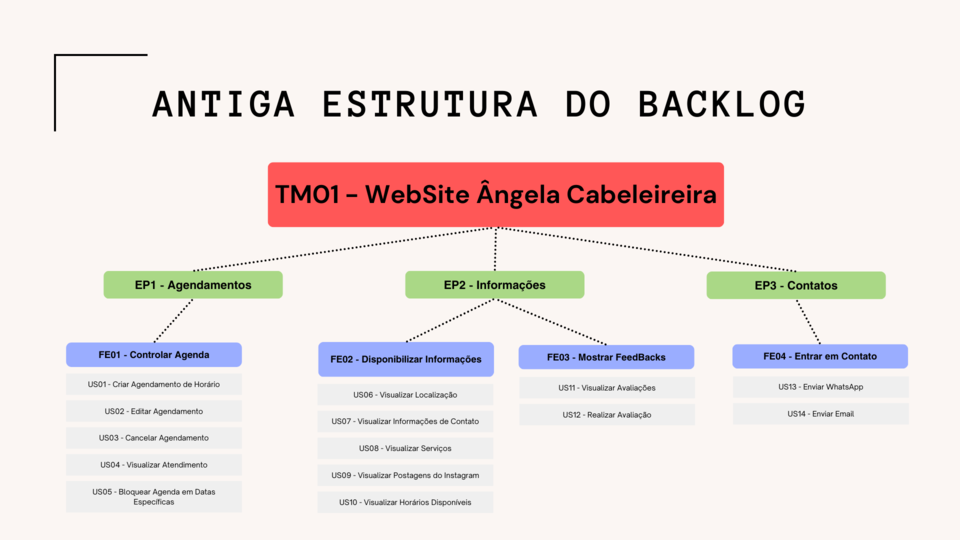 ANTIGA ESTRUTURA DO BACKLOG
TM01 – WebSite Ângela Cabeleireira
EP1 - Agendamentos
EP2 - Informações
EP3 - Contatos
FE01 - Controlar Agenda
US01 - Criar Agendamento de Horário
US02 - Editar Agendamento
US03 - Cancelar Agendamento
US04 - Visualizar Atendimento
US05 - Bloquear Agenda em Datas
Específicas
FE02 - Disponibilizar Informações
US06 - Visualizar Localização
US07 - Visualizar Informações de Contato
US08 - Visualizar Serviços
US09 - Visualizar Postagens do Instagram
US10 - Visualizar Horários Disponíveis
FE03 - Mostrar FeedBacks
US11 - Visualizar Avaliações
US12 - Realizar Avaliação
FE04 - Entrar em Contato
US13 - Enviar WhatsApp
US14 - Enviar Email